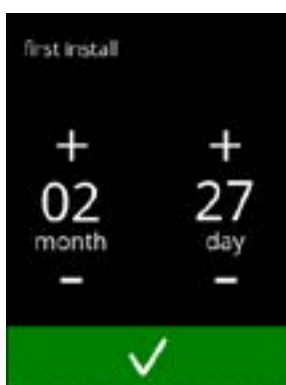 first install
+ +
02 27
month day
- -